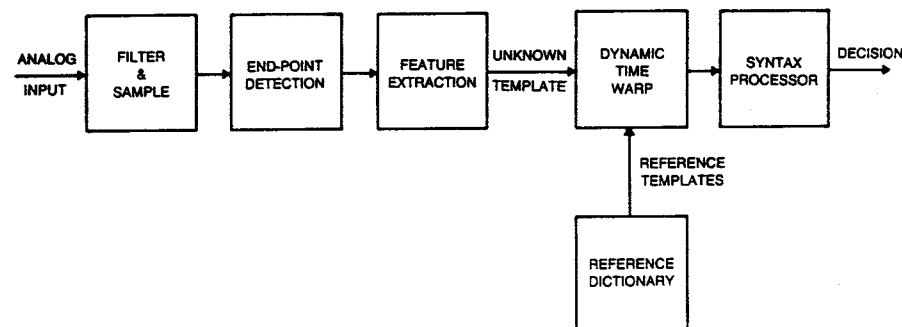 ANALOG
INPUT
FILTER
&
SAMPLE
END-POINT
DETECTION
FEATURE
EXTRACTION
UNKNOWN
TEMPLATE
DYNAMIC
TIME
WARP
SYNTAX
PROCESSOR
DECISION
REFERENCE
TEMPLATES
REFERENCE
DICTIONARY